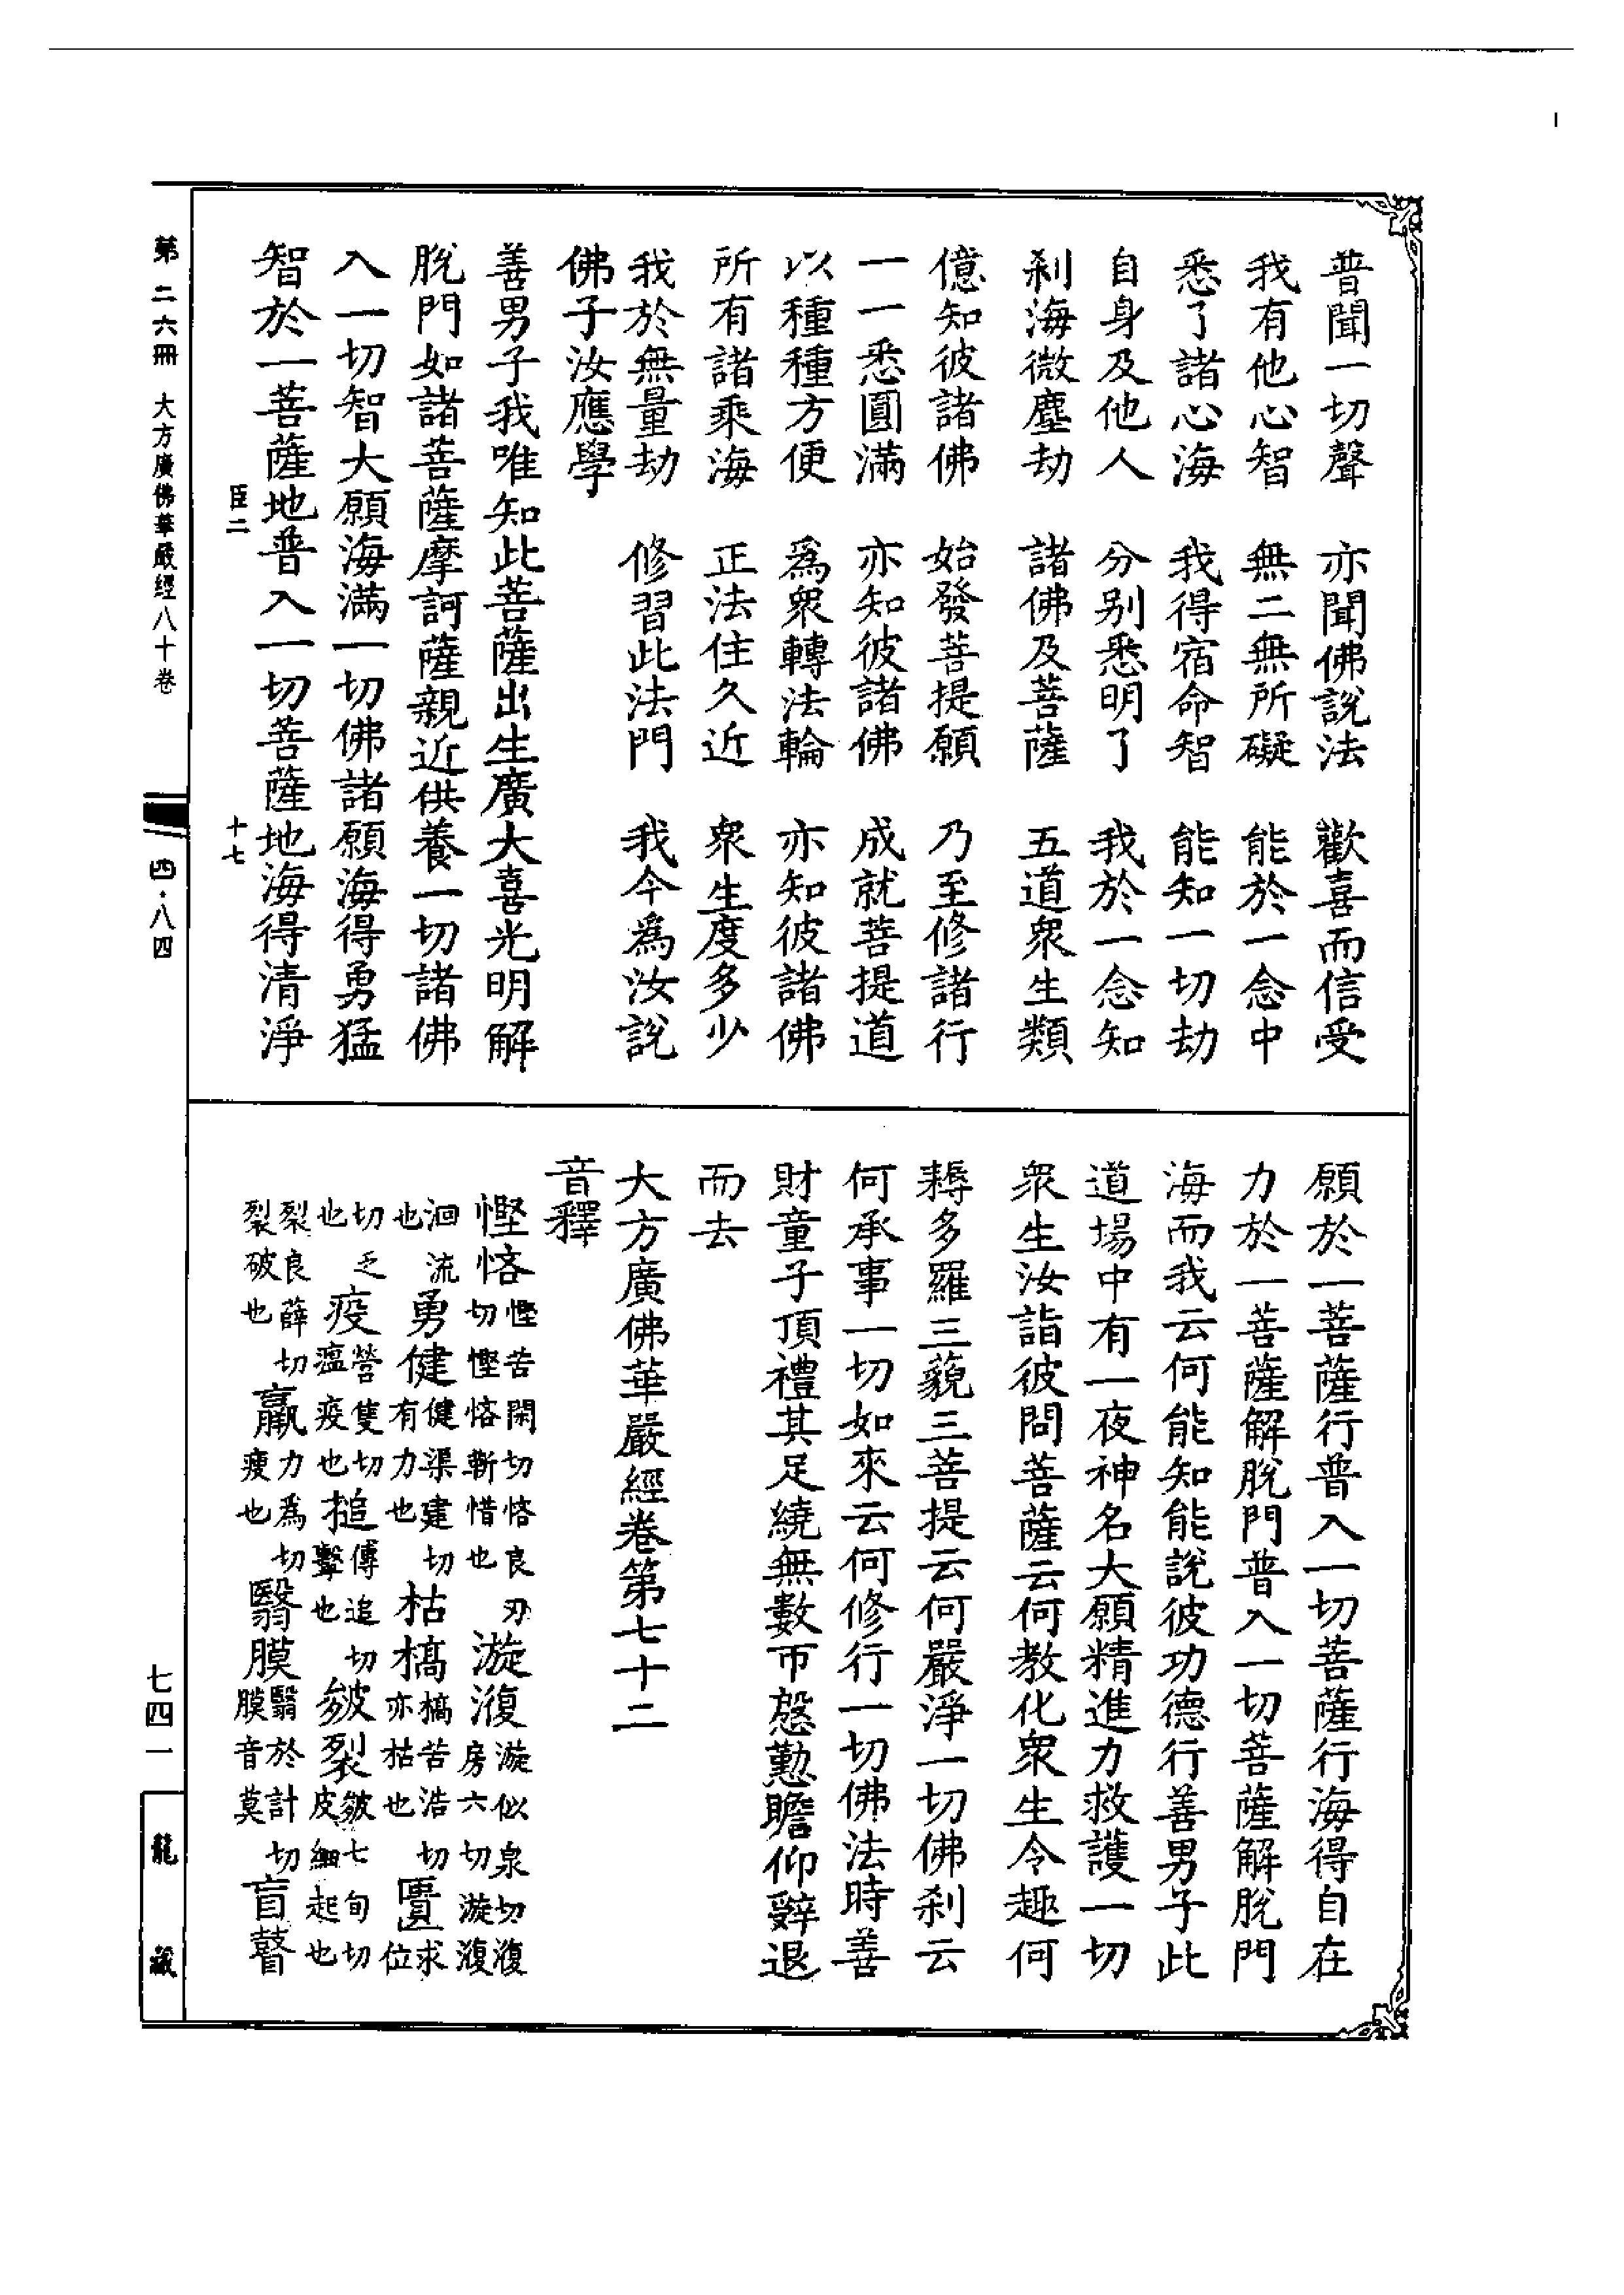 普聞一切聲　亦聞佛說法　歡喜而信受
我有他心智　無二無所礙　能於一念中
悉了諸心海　我得宿命智　能知一切劫
自身及他人　分別悉明了　我於一念知
剎海微塵劫　諸佛及菩薩　五道眾生類
億知彼諸佛　始發菩提願　乃至修諸行
一一悉圓滿　亦知彼諸佛　成就菩提道
以種種方便　為眾轉法輪　亦知彼諸佛
所有諸乘海　正法住久近　眾生度多少
我於無量劫　修習此法門　我今為汝說
佛子汝應學
善男子我唯知此菩薩出生廣大喜光明解
脫門如諸菩薩摩訶薩親近供養一切諸佛
入一切智大願海滿一切佛諸願海得勇猛
智於一菩薩地普入一切菩薩地海得清淨
臣二　十七
願於一菩薩行普入一切菩薩行海得自在
力於一菩薩解脫門普入一切菩薩解脫門
海而我云何能知能說彼功德行善男子此
道場中有一夜神名大願精進力救護一切
眾生汝詣彼問菩薩云何教化眾生令趣何
耨多羅三藐三菩提云何嚴淨一切佛剎云
何承事一切如來云何修行一切佛法時善
財童子頂禮其足繞無數帀慇懃瞻仰辭退
而去
大方廣佛華嚴經卷第七十二
音釋
慳悋慳苦閑切悋良刃切慳悋靳惜也　漩澓漩似泉切澓房六切漩澓
洄流也　勇健健渠建切有力也　枯槁槁苦浩切亦枯也　匱求位
切乏也　疫營隻切瘟疫也　搥傳追切擊也　皴裂皴七旬切皮細起也
裂良薛切裂破也　羸力為切瘦也　瞖膜瞖於計切膜音莫　盲瞽
第二六冊　大方廣佛華嚴經八十卷　四·八四　七四一　龍藏